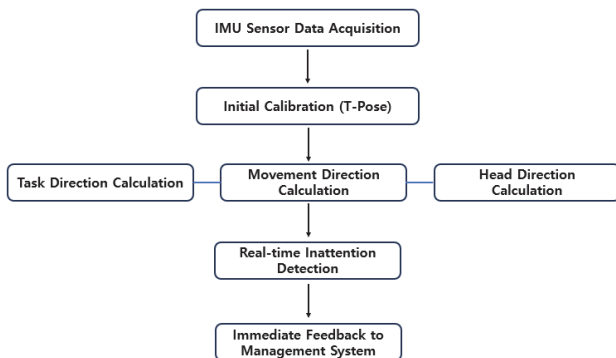 IMU Sensor Data Acquisition
Initial Calibration (T-Pose)
Task Direction Calculation
Movement Direction
Calculation
Head Direction
Calculation
Real-time Inattention
Detection
Immediate Feedback to
Management System